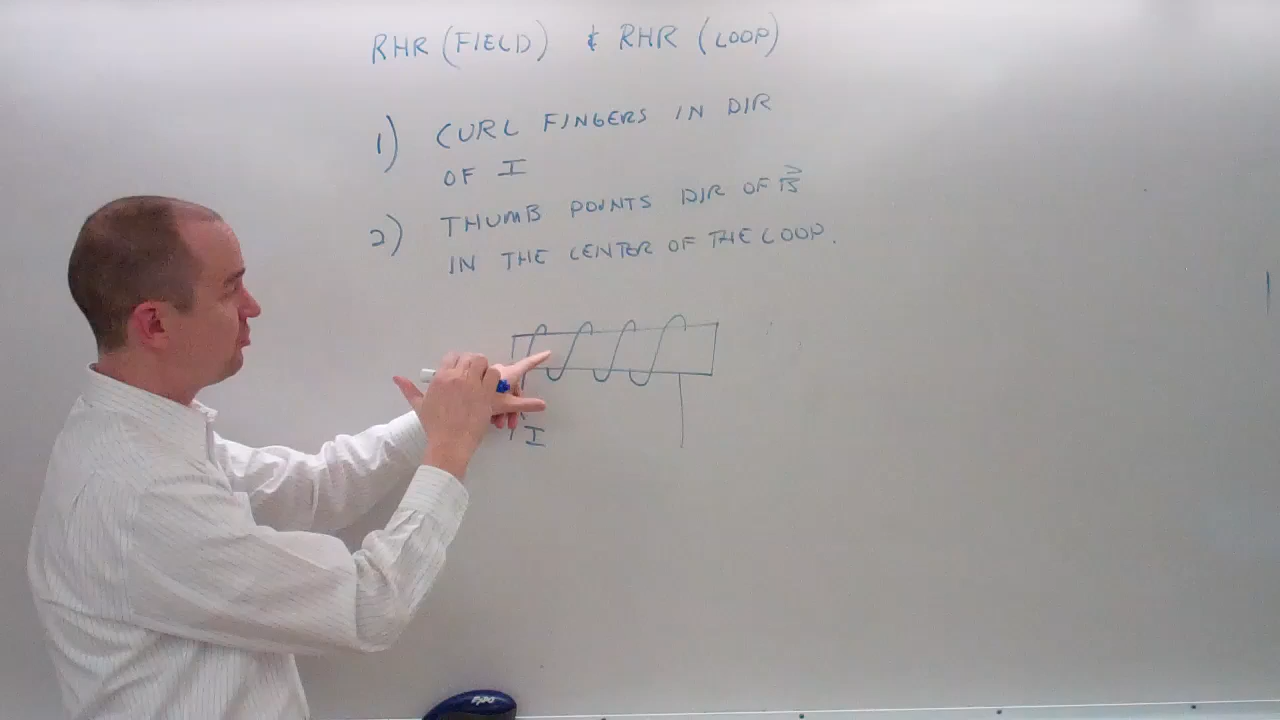 RHR (FIELD) & RHR (LOOP)
1) CURL FINGERS IN DIR
OF I
2) THUMB POINTS DIR OF B⃗
IN THE CENTER OF THE LOOP.
I
EXPO